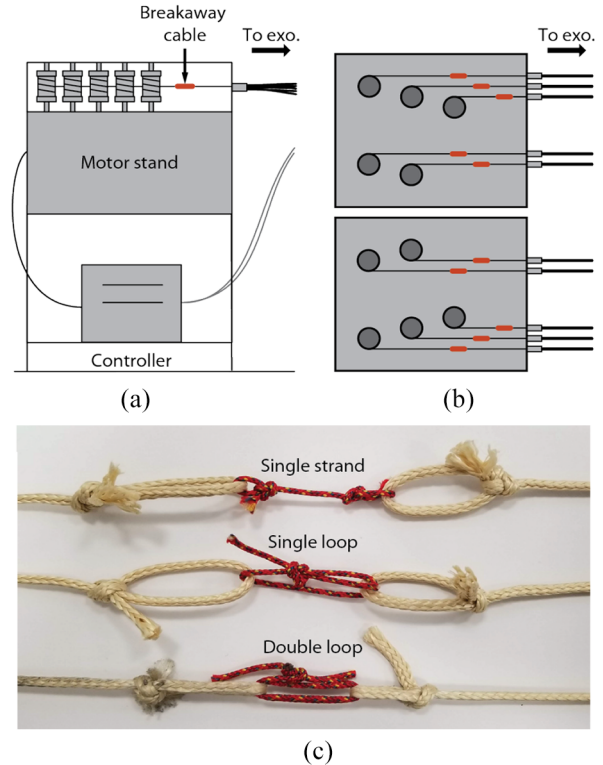 Breakaway
cable
To exo.
To exo.
Motor stand
Controller
(a)
(b)
Single strand
Single loop
Double loop
(c)